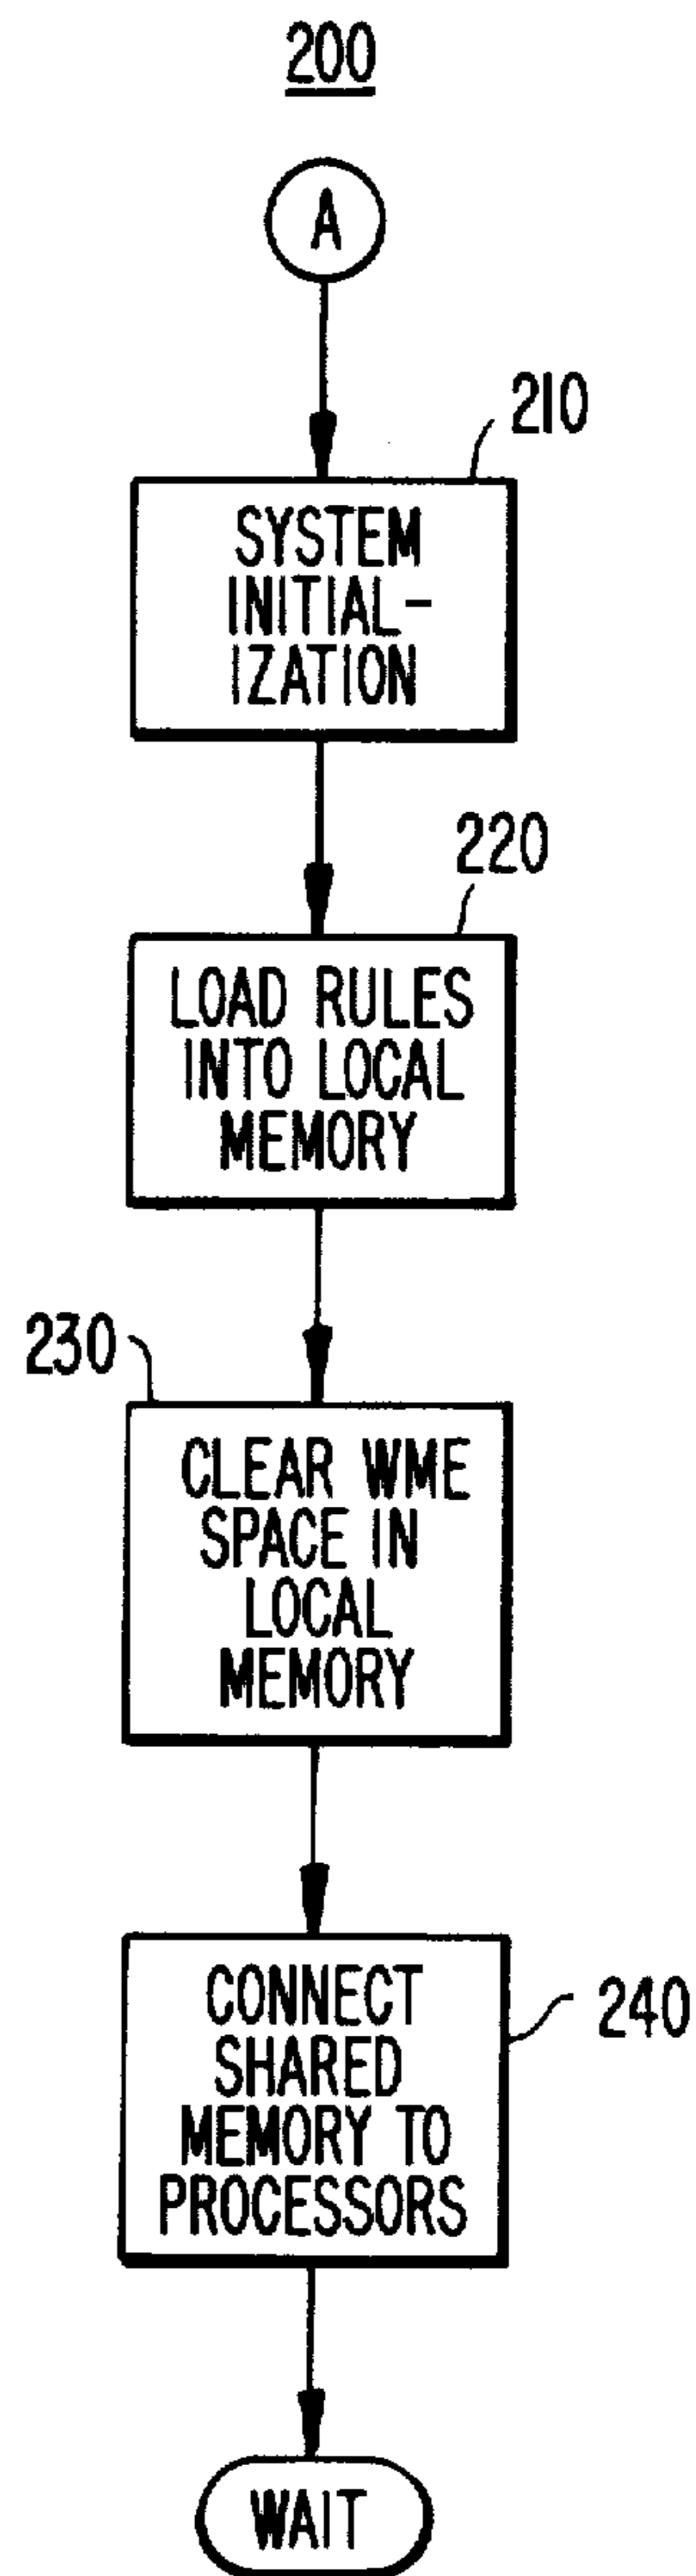 200
A
210
SYSTEM
INITIAL-
IZATION
220
LOAD RULES
INTO LOCAL
MEMORY
230
CLEAR WME
SPACE IN
LOCAL
MEMORY
240
CONNECT
SHARED
MEMORY TO
PROCESSORS
WAIT